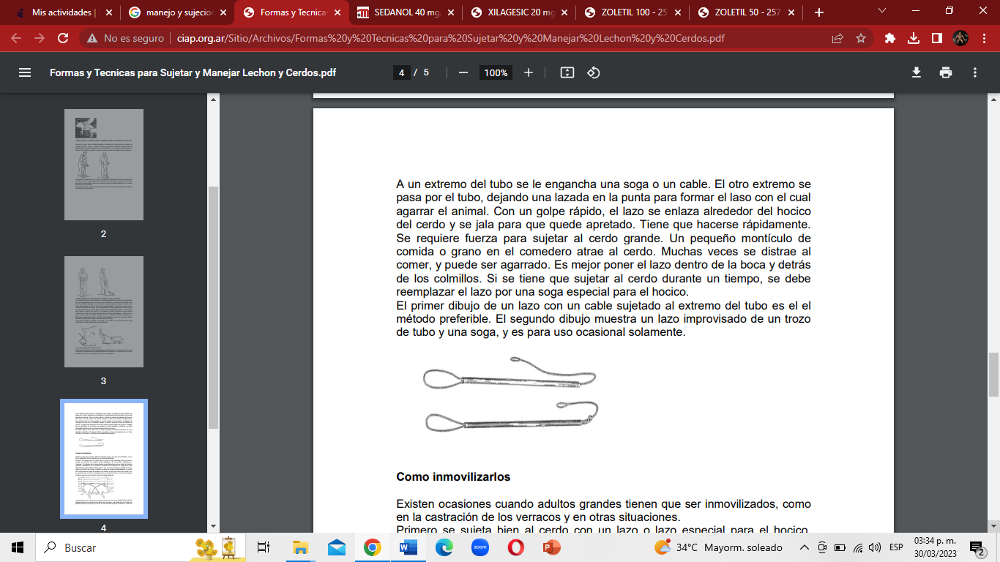 Mis actividades |
manejo y sujecion
Formas y Tecnicas
SEDANOL 40 mg
XILAGESIC 20 mg
ZOLETIL 100 - 25
ZOLETIL 50 - 257
No es seguro
ciap.org.ar/Sitio/Archivos/Formas%20y%20Tecnicas%20para%20Sujetar%20y%20Manejar%20Lechon%20y%20Cerdos.pdf
Formas y Tecnicas para Sujetar y Manejar Lechon y Cerdos.pdf
4 / 5
100%
2
3
4
A un extremo del tubo se le engancha una soga o un cable. El otro extremo se
pasa por el tubo, dejando una lazada en la punta para formar el laso con el cual
agarrar el animal. Con un golpe rápido, el lazo se enlaza alrededor del hocico
del cerdo y se jala para que quede apretado. Tiene que hacerse rápidamente.
Se requiere fuerza para sujetar al cerdo grande. Un pequeño montículo de
comida o grano en el comedero atrae al cerdo. Muchas veces se distrae al
comer, y puede ser agarrado. Es mejor poner el lazo dentro de la boca y detrás
de los colmillos. Si se tiene que sujetar al cerdo durante un tiempo, se debe
reemplazar el lazo por una soga especial para el hocico.
El primer dibujo de un lazo con un cable sujetado al extremo del tubo es el el
método preferible. El segundo dibujo muestra un lazo improvisado de un trozo
de tubo y una soga, y es para uso ocasional solamente.
Como inmovilizarlos
Existen ocasiones cuando adultos grandes tienen que ser inmovilizados, como
en la castración de los verracos y en otras situaciones.
Primero se sujeta bien al cerdo con un lazo o lazo especial para el hocico.
Buscar
zoom
34°C Mayorm. soleado
ESP
03:34 p. m.
30/03/2023
2